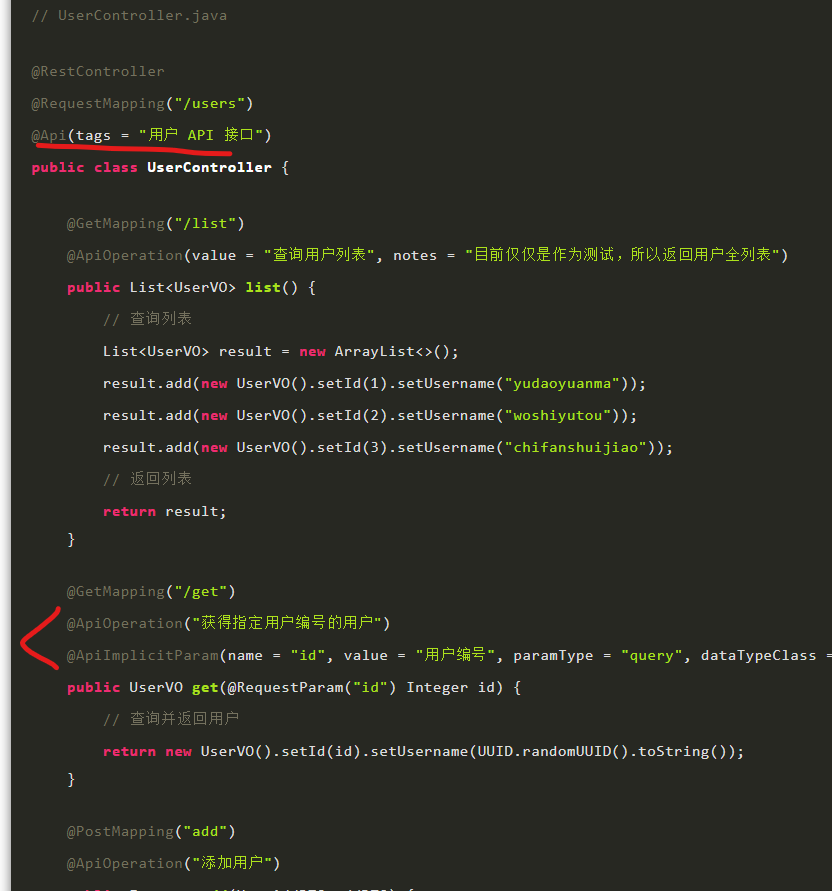 // UserController.java
@RestController
@RequestMapping("/users")
@Api(tags = "用户 API 接口")
public class UserController {
@GetMapping("/list")
@ApiOperation(value = "查询用户列表", notes = "目前仅仅是作为测试，所以返回用户全列表")
public List<UserVO> list() {
// 查询列表
List<UserVO> result = new ArrayList<>();
result.add(new UserVO().setId(1).setUsername("yudaoyuanma"));
result.add(new UserVO().setId(2).setUsername("woshiyutou"));
result.add(new UserVO().setId(3).setUsername("chifanshuijiao"));
// 返回列表
return result;
}
@GetMapping("/get")
@ApiOperation("获得指定用户编号的用户")
@ApiImplicitParam(name = "id", value = "用户编号", paramType = "query", dataTypeClass =
public UserVO get(@RequestParam("id") Integer id) {
// 查询并返回用户
return new UserVO().setId(id).setUsername(UUID.randomUUID().toString());
}
@PostMapping("add")
@ApiOperation("添加用户")